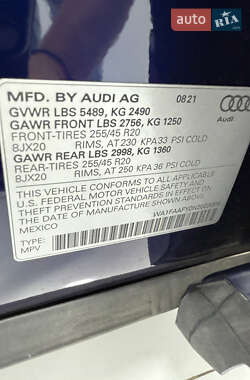 AUTO RIA
MFD. BY AUDI AG 08 21
GVWR LBS 5489, KG 2490
GAWR FRONT LBS 2756, KG 1250
FRONT-TIRES 255/45 R20
8JX20 RIMS, AT 230 KPA 33 PSI COLD
GAWR REAR LBS 2998, KG 1360
REAR-TIRES 255/45 R20
8JX20 RIMS, AT 250 KPA 36 PSI COLD
Audi
THIS VEHICLE CONFORMS TO ALL APPLICABLE
U.S. FEDERAL MOTOR VEHICLE SAFETY, BUMPER, AND
THEFT PREVENTION STANDARDS IN EFFECT ON THE
DATE OF MANUFACTURE SHOWN ABOVE.
MEXICO
TYPE:
MPV